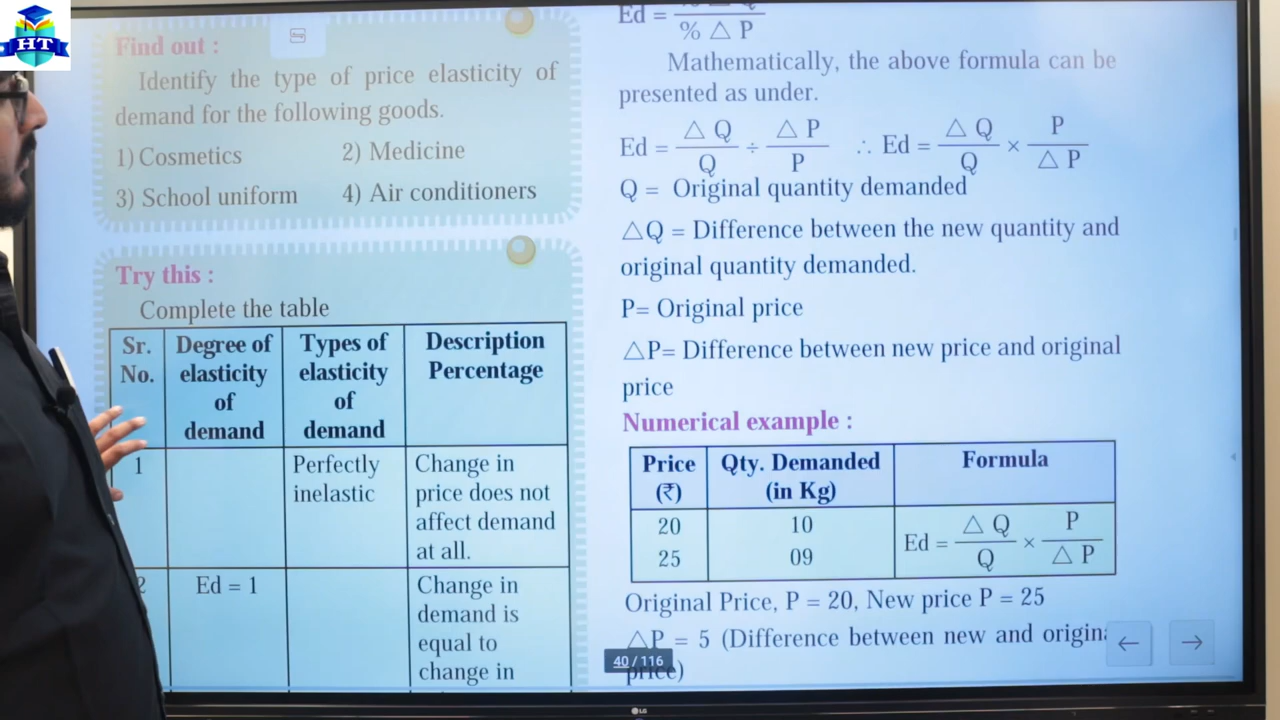 HT
Find out :
Identify the type of price elasticity of
demand for the following goods.
1) Cosmetics 2) Medicine
3) School uniform 4) Air conditioners
Try this :
Complete the table
Sr. No. Degree of elasticity of demand Types of elasticity of demand Description Percentage
1 Perfectly inelastic Change in price does not affect demand at all.
2 Ed = 1 Change in demand is equal to change in
Ed = % △ Q / % △ P
Mathematically, the above formula can be
presented as under.
Ed = △ Q / Q ÷ △ P / P ∴ Ed = △ Q / Q × P / △ P
Q = Original quantity demanded
△Q = Difference between the new quantity and
original quantity demanded.
P= Original price
△P= Difference between new price and original
price
Numerical example :
Price (₹) Qty. Demanded (in Kg) Formula
20 10
25 09
Ed = △ Q / Q × P / △ P
Original Price, P = 20, New price P = 25
△P = 5 (Difference between new and origina
price)
40 / 116
LG